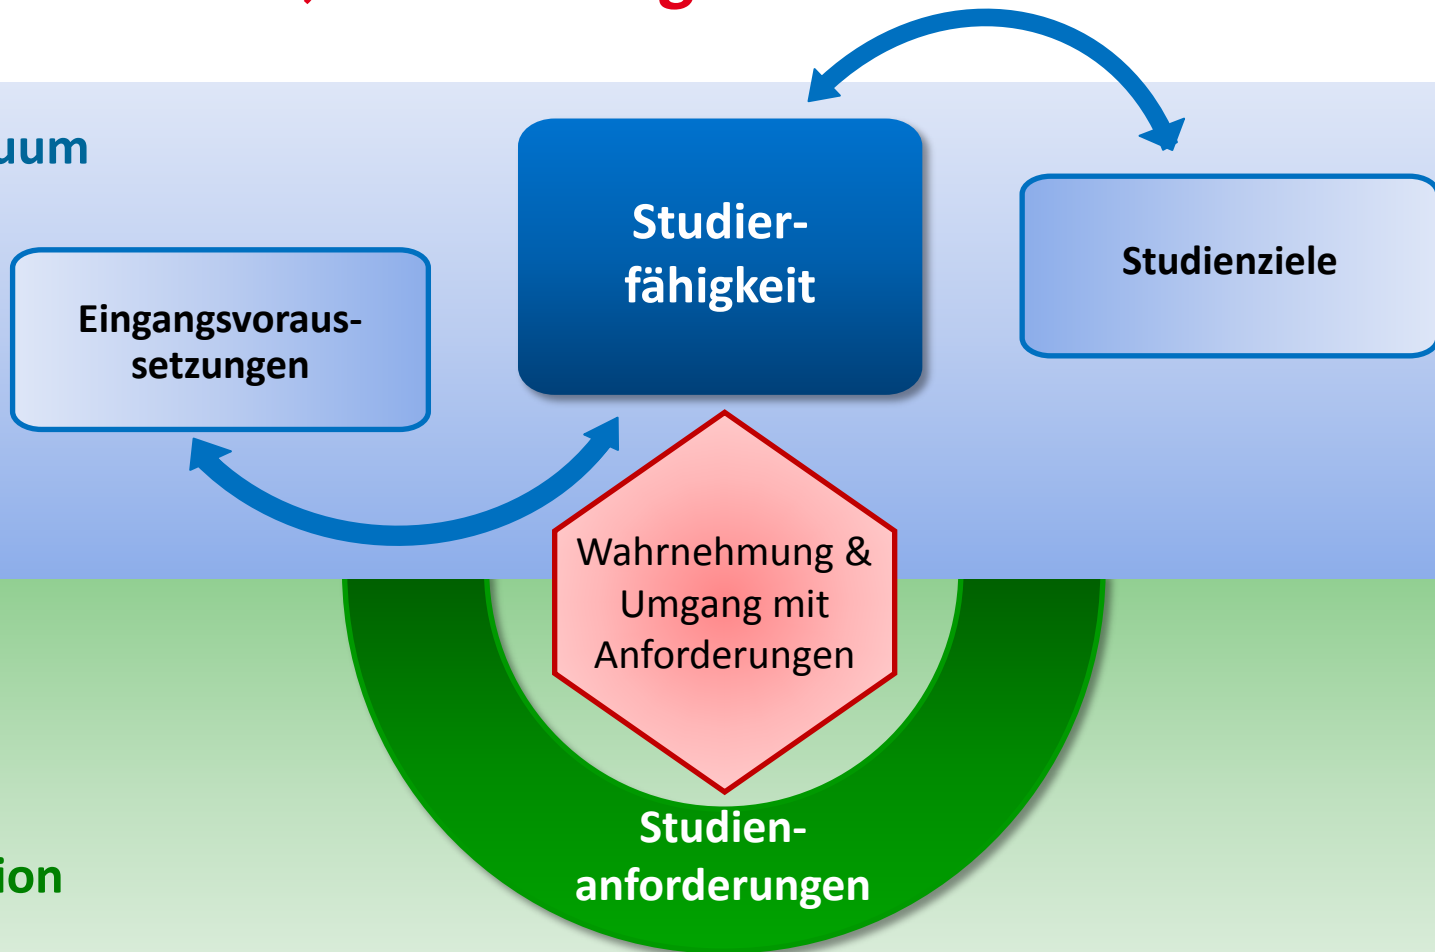 uum
Studier-
fähigkeit
Studienziele
Eingangsvoraus-
setzungen
Wahrnehmung &
Umgang mit
Anforderungen
Studien-
anforderungen
ion